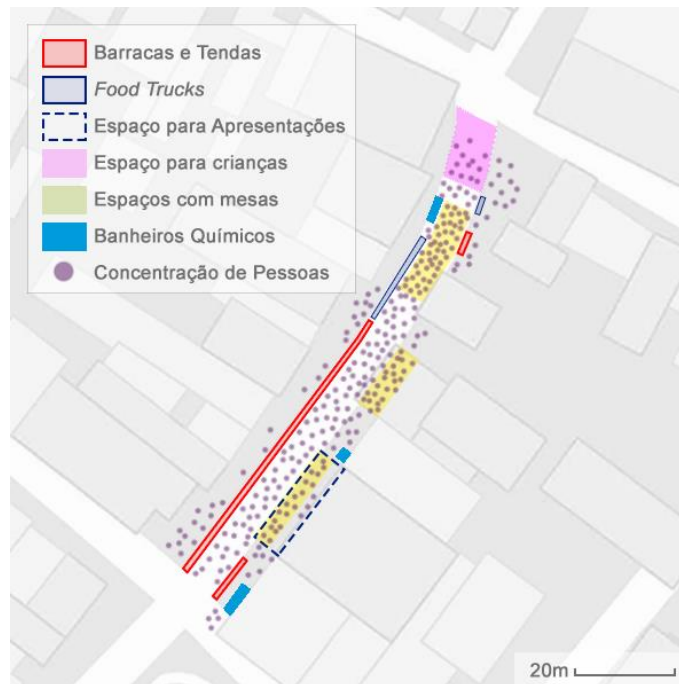 Barracas e Tendas
Food Trucks
Espaço para Apresentações
Espaço para crianças
Espaços com mesas
Banheiros Químicos
Concentração de Pessoas
20m